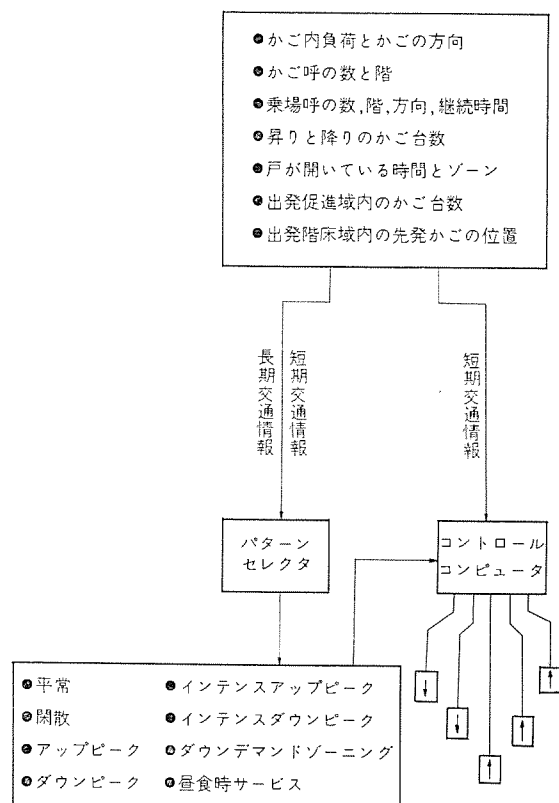 ●かご内負荷とかごの方向
●かご呼の数と階
●乗場呼の数,階,方向,継続時間
●昇りと降りのかご台数
●戸が開いている時間とゾーン
●出発促進域内のかご台数
●出発階床域内の先発かごの位置
長期交通情報
短期交通情報
短期交通情報
パターン
セレクタ
コントロール
コンピュータ
●平常
●閑散
●アップピーク
●ダウンピーク
●インテンスアップピーク
●インテンスダウンピーク
●ダウンデマンドゾーニング
●昼食時サービス